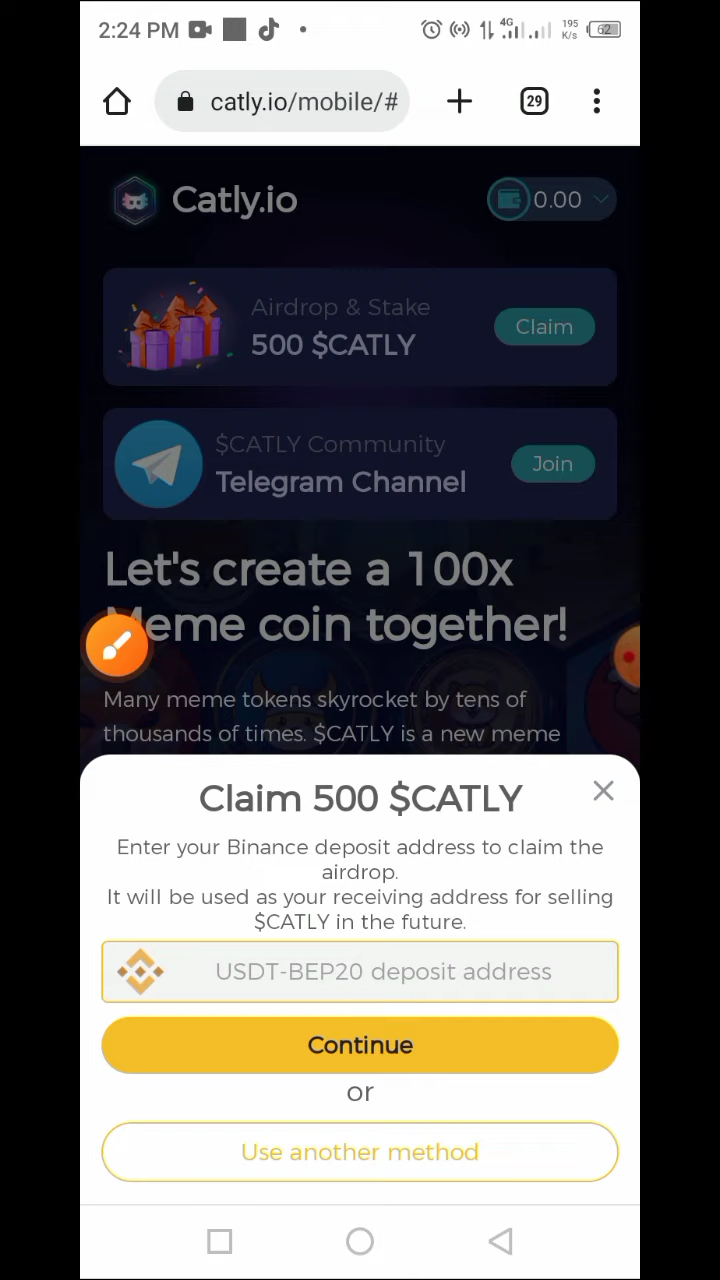 2:24 PM
4G
195
K/s
62
catly.io/mobile/#
29
Catly.io
0.00
Airdrop & Stake
500 $CATLY
Claim
$CATLY Community
Telegram Channel
Join
Let's create a 100x
Meme coin together!
Many meme tokens skyrocket by tens of
thousands of times. $CATLY is a new meme
Claim 500 $CATLY
Enter your Binance deposit address to claim the
airdrop.
It will be used as your receiving address for selling
$CATLY in the future.
USDT-BEP20 deposit address
Continue
or
Use another method